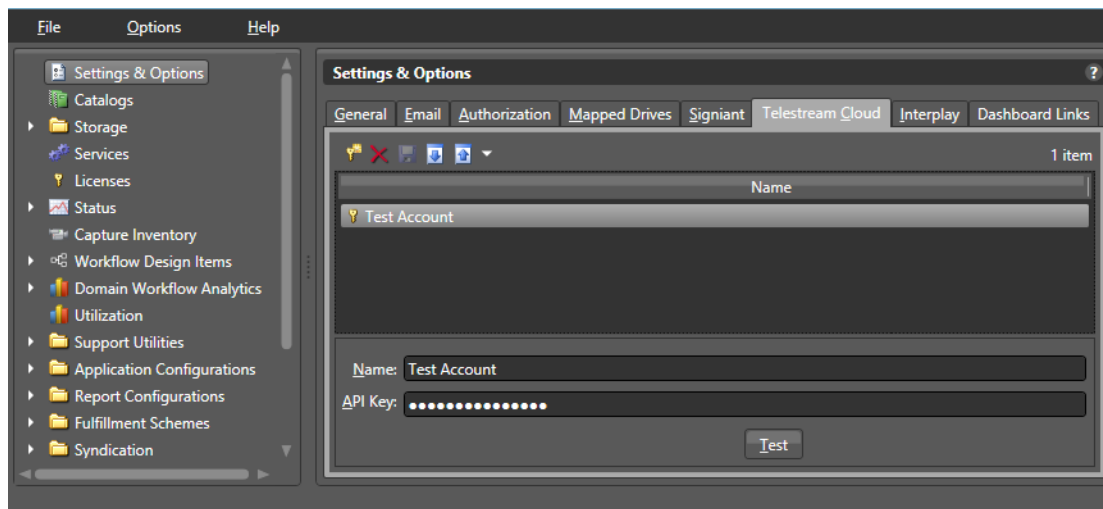 File Options Help
Settings & Options
Catalogs
Storage
Services
Licenses
Status
Capture Inventory
Workflow Design Items
Domain Workflow Analytics
Utilization
Support Utilities
Application Configurations
Report Configurations
Fulfillment Schemes
Syndication
Settings & Options ?
General Email Authorization Mapped Drives Signiant Telestream Cloud Interplay Dashboard Links
1 item
Name
Test Account
Name: Test Account
API Key: ●●●●●●●●●●●●●●●
Test